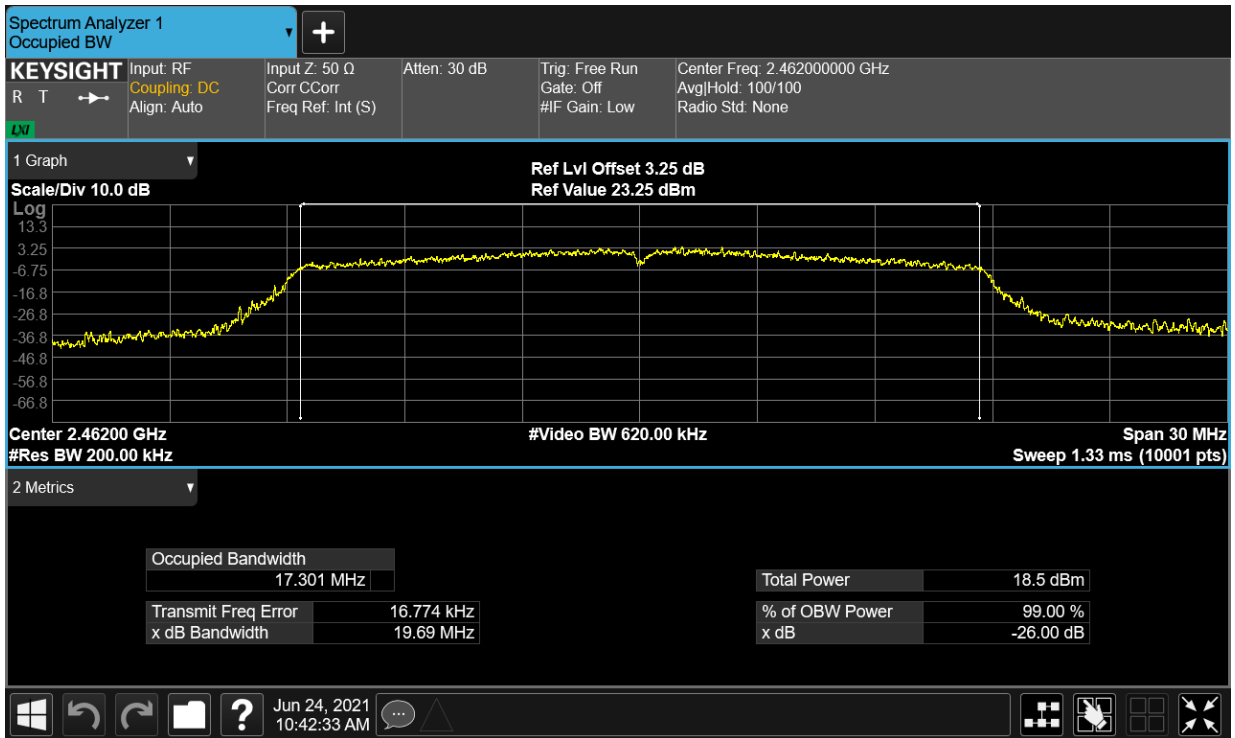 Spectrum Analyzer 1
Occupied BW
KEYSIGHT
R T
LXI
Input: RF
Coupling: DC
Align: Auto
Input Z: 50 Ω
Corr CCorr
Freq Ref: Int (S)
Atten: 30 dB
Trig: Free Run
Gate: Off
#IF Gain: Low
Center Freq: 2.462000000 GHz
Avg|Hold: 100/100
Radio Std: None
1 Graph
Scale/Div 10.0 dB
Ref Lvl Offset 3.25 dB
Ref Value 23.25 dBm
Log
13.3
3.25
-6.75
-16.8
-26.8
-36.8
-46.8
-56.8
-66.8
Center 2.46200 GHz
#Video BW 620.00 kHz
Span 30 MHz
#Res BW 200.00 kHz
Sweep 1.33 ms (10001 pts)
2 Metrics
Occupied Bandwidth
17.301 MHz
Total Power 18.5 dBm
Transmit Freq Error 16.774 kHz
% of OBW Power 99.00 %
x dB Bandwidth 19.69 MHz
x dB -26.00 dB
?
Jun 24, 2021
10:42:33 AM